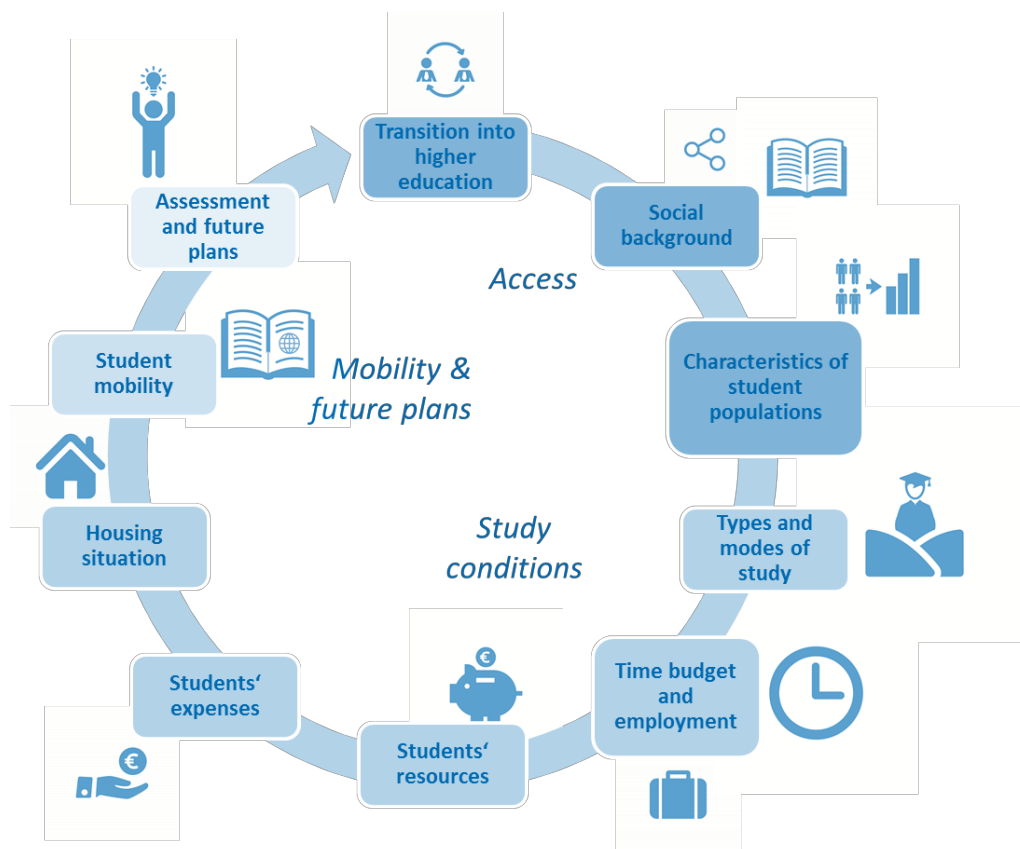 Transition into
higher
education
Social
background
Characteristics of
student
populations
Types and
modes of
study
Time budget
and
employment
Students‘
resources
Students‘
expenses
Housing
situation
Student
mobility
Assessment
and future
plans
Access
Mobility &
future plans
Study
conditions
€
€